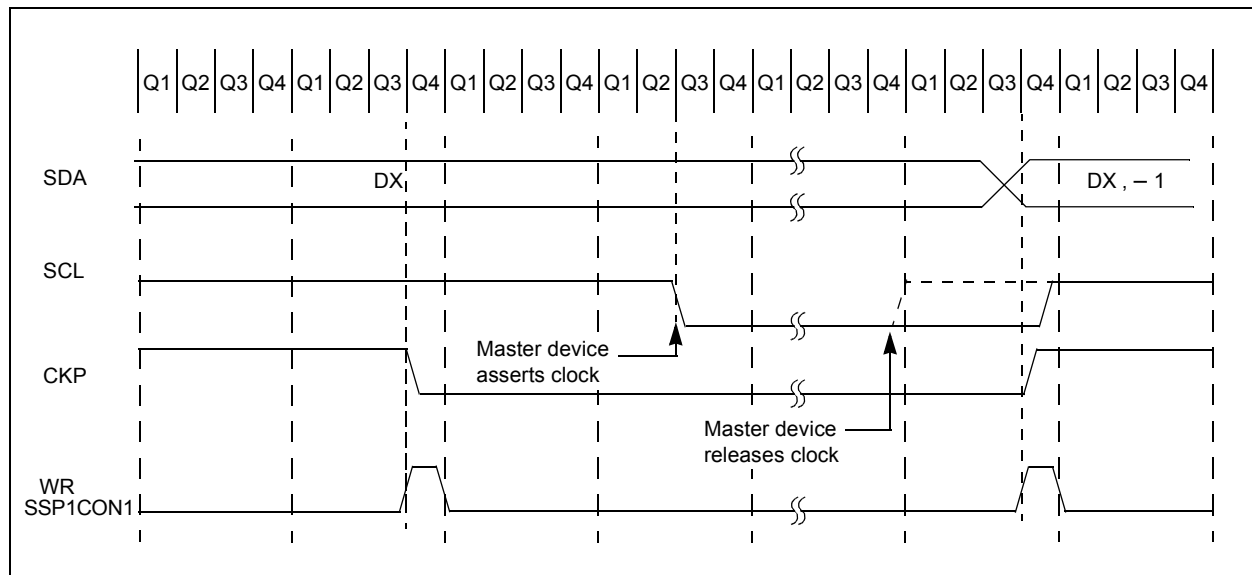 Q1 Q2 Q3 Q4 Q1 Q2 Q3 Q4 Q1 Q2 Q3 Q4 Q1 Q2 Q3 Q4 Q1 Q2 Q3 Q4 Q1 Q2 Q3 Q4 Q1 Q2 Q3 Q4
SDA
DX
DX , – 1
SCL
Master device
asserts clock
CKP
Master device
releases clock
WR
SSP1CON1